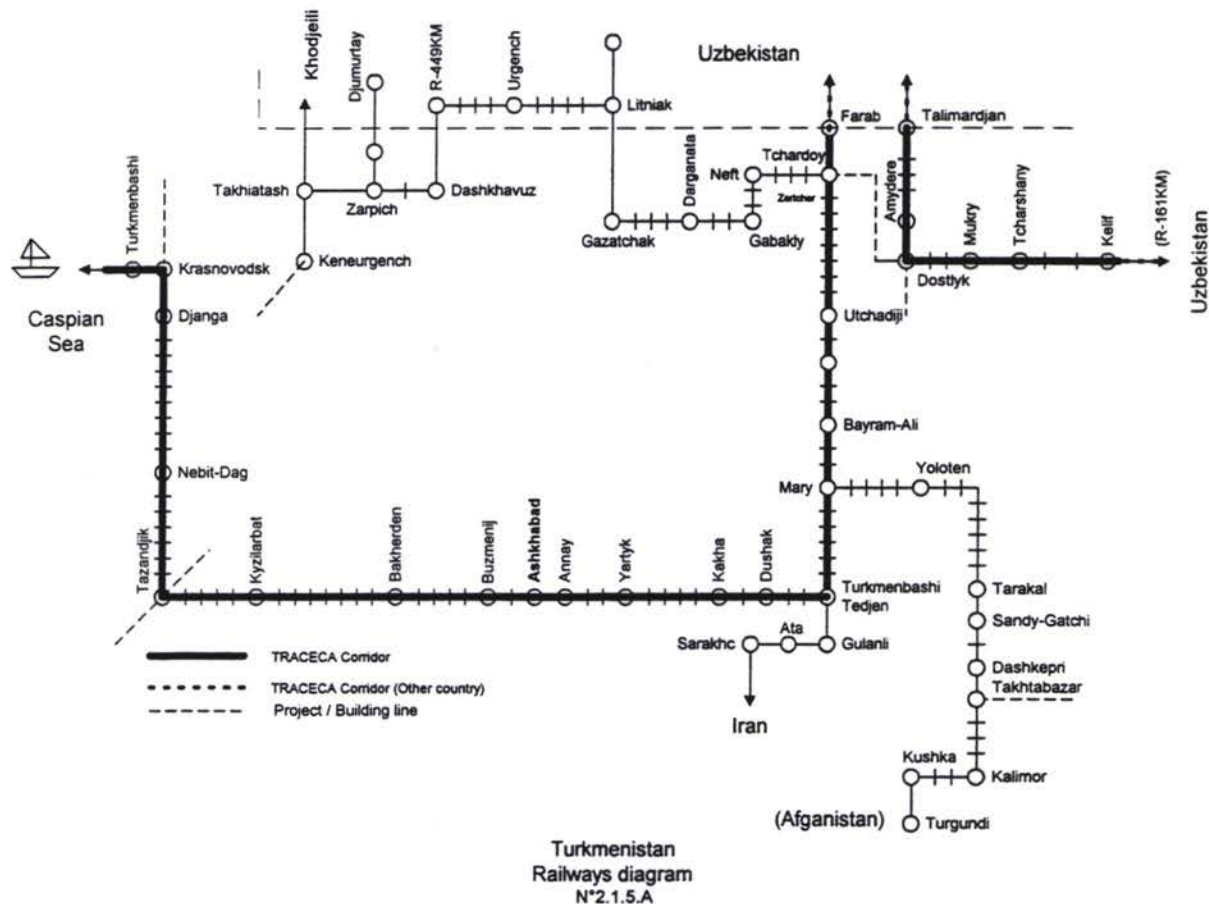 Khodjeili
Djumurtay
R-449KM
Urgench
Litniak
Uzbekistan
Farab
Talimardjan
Turkmenbashi
Takhiatash
Zarpich
Dashkhavuz
Darganata
Neft
Tchardoy
Zertcher
Amydere
Mukry
Tcharshany
Kelif
(R-161KM)
Uzbekistan
Gazatchak
Gabakly
Keneurgench
Krasnovodsk
Dostlyk
Caspian
Sea
Djanga
Utchadiji
Bayram-Ali
Nebit-Dag
Mary
Yoloten
Tazandjik
Kyzilarbat
Bakherden
Buzmenij
Ashkhabad
Annay
Yartyk
Kakha
Dushak
Turkmenbashi
Tedjen
Tarakal
Sandy-Gatchi
Sarakhc
Ata
Gulanli
Dashkepri
Takhtabazar
TRACECA Corridor
TRACECA Corridor (Other country)
Project / Building line
Iran
Kushka
Kalimor
(Afganistan)
Turgundi
Turkmenistan
Railways diagram
N°2.1.5.A